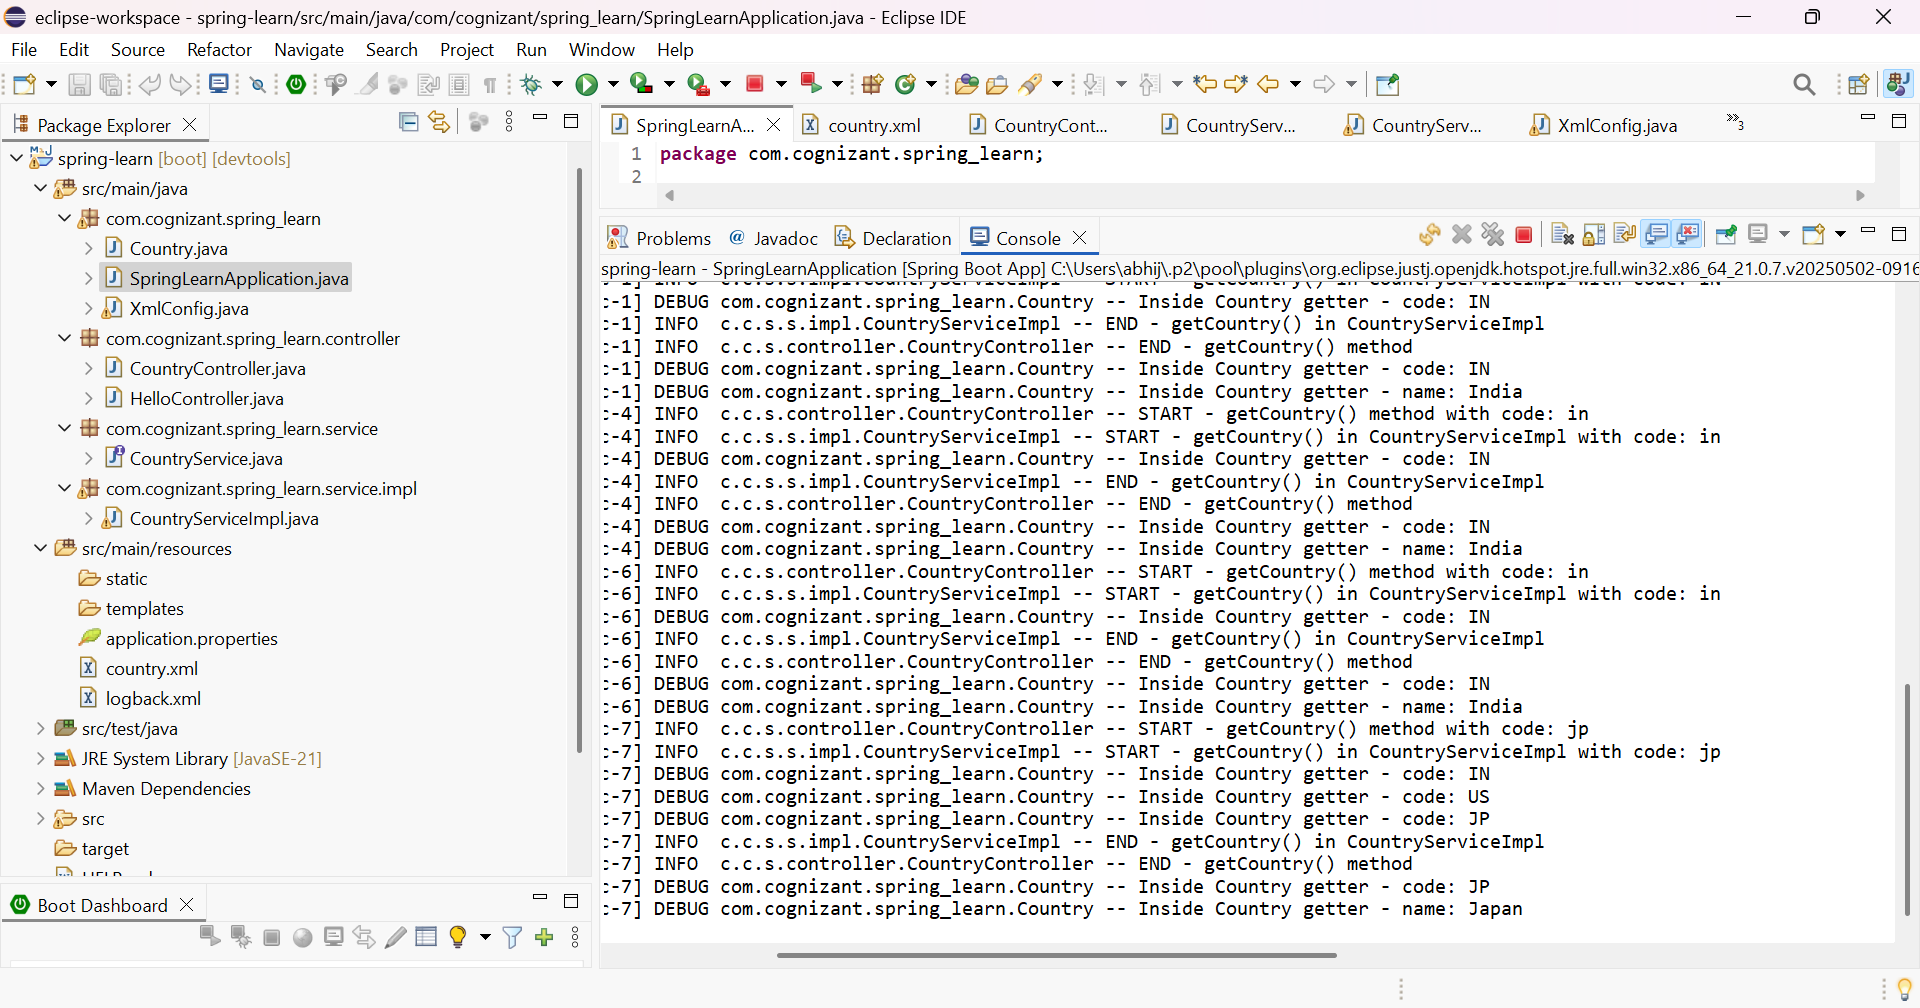 eclipse-workspace - spring-learn/src/main/java/com/cognizant/spring_learn/SpringLearnApplication.java - Eclipse IDE
File Edit Source Refactor Navigate Search Project Run Window Help
Package Explorer
spring-learn [boot] [devtools]
src/main/java
com.cognizant.spring_learn
Country.java
SpringLearnApplication.java
XmlConfig.java
com.cognizant.spring_learn.controller
CountryController.java
HelloController.java
com.cognizant.spring_learn.service
CountryService.java
com.cognizant.spring_learn.service.impl
CountryServiceImpl.java
src/main/resources
static
templates
application.properties
country.xml
logback.xml
src/test/java
JRE System Library [JavaSE-21]
Maven Dependencies
src
target
Boot Dashboard
SpringLearnA... country.xml CountryCont... CountryServ... CountryServ... XmlConfig.java »3
1 package com.cognizant.spring_learn;
2
Problems Javadoc Declaration Console
spring-learn - SpringLearnApplication [Spring Boot App] C:\Users\abhij\.p2\pool\plugins\org.eclipse.justj.openjdk.hotspot.jre.full.win32.x86_64_21.0.7.v20250502-0916
:-1] INFO c.c.s.s.impl.CountryServiceImpl -- START - getCountry() in CountryServiceImpl with code: IN
:-1] DEBUG com.cognizant.spring_learn.Country -- Inside Country getter - code: IN
:-1] INFO c.c.s.s.impl.CountryServiceImpl -- END - getCountry() in CountryServiceImpl
:-1] INFO c.c.s.controller.CountryController -- END - getCountry() method
:-1] DEBUG com.cognizant.spring_learn.Country -- Inside Country getter - code: IN
:-1] DEBUG com.cognizant.spring_learn.Country -- Inside Country getter - name: India
:-4] INFO c.c.s.controller.CountryController -- START - getCountry() method with code: in
:-4] INFO c.c.s.s.impl.CountryServiceImpl -- START - getCountry() in CountryServiceImpl with code: in
:-4] DEBUG com.cognizant.spring_learn.Country -- Inside Country getter - code: IN
:-4] INFO c.c.s.s.impl.CountryServiceImpl -- END - getCountry() in CountryServiceImpl
:-4] INFO c.c.s.controller.CountryController -- END - getCountry() method
:-4] DEBUG com.cognizant.spring_learn.Country -- Inside Country getter - code: IN
:-4] DEBUG com.cognizant.spring_learn.Country -- Inside Country getter - name: India
:-6] INFO c.c.s.controller.CountryController -- START - getCountry() method with code: in
:-6] INFO c.c.s.s.impl.CountryServiceImpl -- START - getCountry() in CountryServiceImpl with code: in
:-6] DEBUG com.cognizant.spring_learn.Country -- Inside Country getter - code: IN
:-6] INFO c.c.s.s.impl.CountryServiceImpl -- END - getCountry() in CountryServiceImpl
:-6] INFO c.c.s.controller.CountryController -- END - getCountry() method
:-6] DEBUG com.cognizant.spring_learn.Country -- Inside Country getter - code: IN
:-6] DEBUG com.cognizant.spring_learn.Country -- Inside Country getter - name: India
:-7] INFO c.c.s.controller.CountryController -- START - getCountry() method with code: jp
:-7] INFO c.c.s.s.impl.CountryServiceImpl -- START - getCountry() in CountryServiceImpl with code: jp
:-7] DEBUG com.cognizant.spring_learn.Country -- Inside Country getter - code: IN
:-7] DEBUG com.cognizant.spring_learn.Country -- Inside Country getter - code: US
:-7] DEBUG com.cognizant.spring_learn.Country -- Inside Country getter - code: JP
:-7] INFO c.c.s.s.impl.CountryServiceImpl -- END - getCountry() in CountryServiceImpl
:-7] INFO c.c.s.controller.CountryController -- END - getCountry() method
:-7] DEBUG com.cognizant.spring_learn.Country -- Inside Country getter - code: JP
:-7] DEBUG com.cognizant.spring_learn.Country -- Inside Country getter - name: Japan